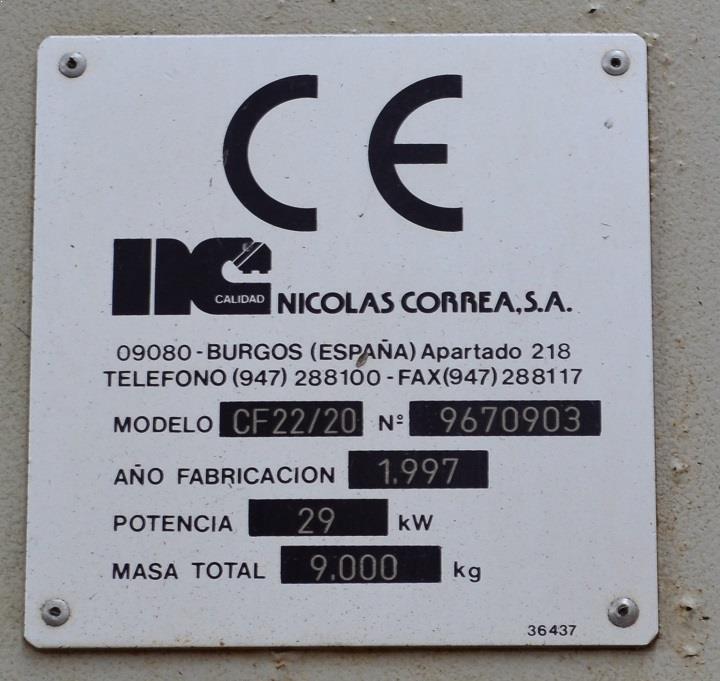 CE
NC
CALIDAD
NICOLAS CORREA, S.A.
09080 - BURGOS (ESPAÑA) Apartado 218
TELEFONO (947) 288100 - FAX (947) 288117
MODELO CF22/20 Nº 9670903
AÑO FABRICACION 1.997
POTENCIA 29 kW
MASA TOTAL 9.000 kg
36437